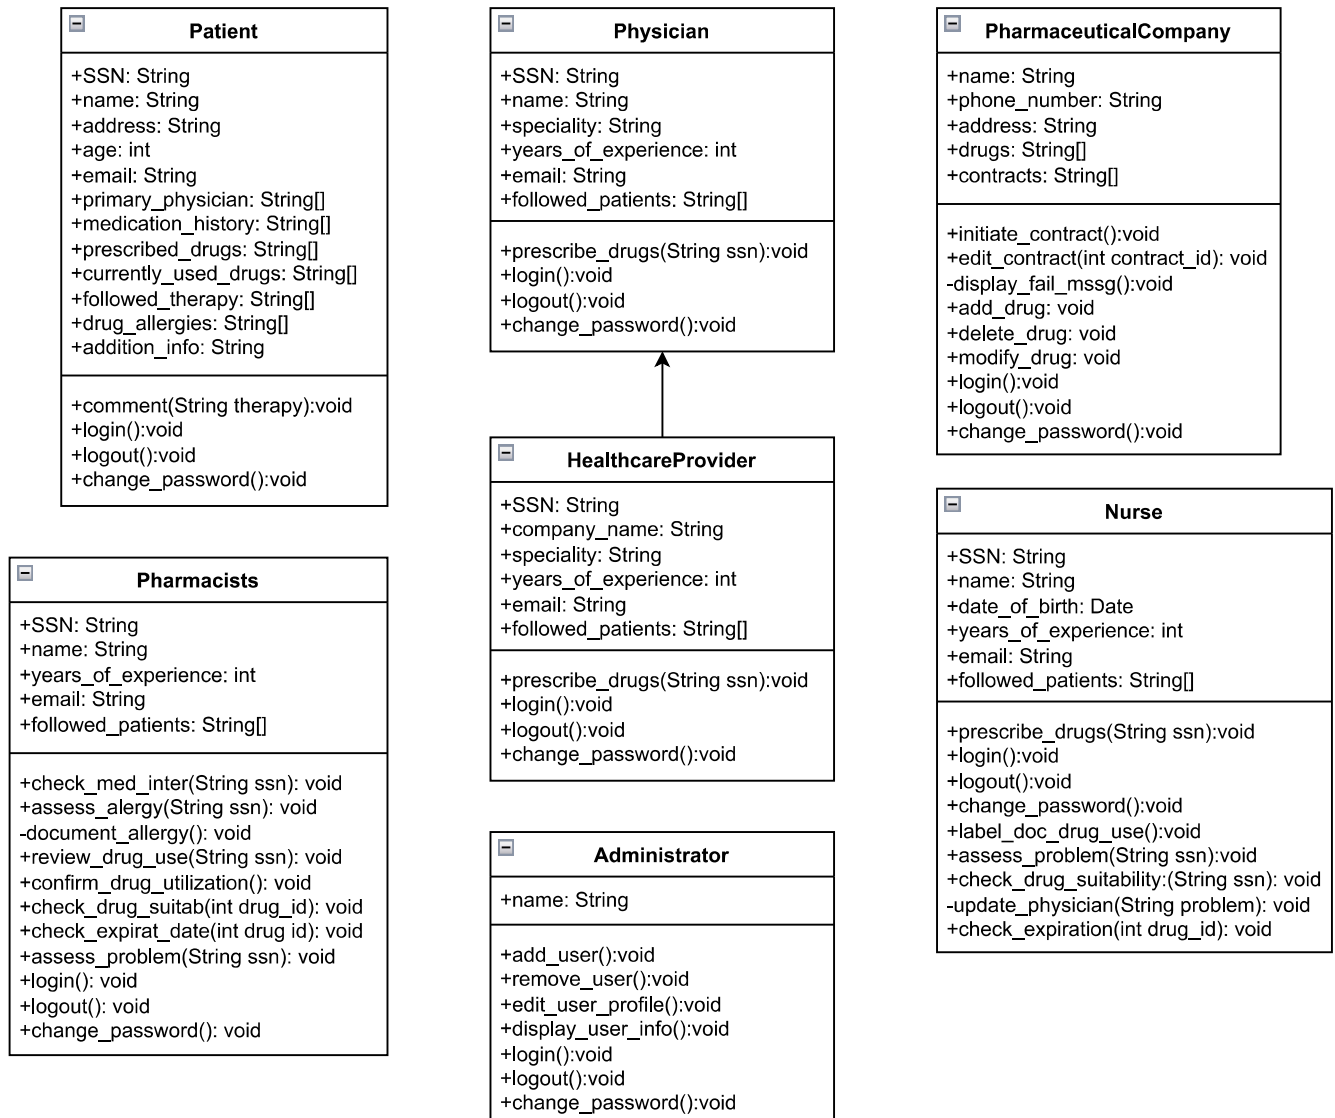 Patient
+SSN: String
+name: String
+address: String
+age: int
+email: String
+primary_physician: String[]
+medication_history: String[]
+prescribed_drugs: String[]
+currently_used_drugs: String[]
+followed_therapy: String[]
+drug_allergies: String[]
+addition_info: String
+comment(String therapy):void
+login():void
+logout():void
+change_password():void
Physician
+SSN: String
+name: String
+speciality: String
+years_of_experience: int
+email: String
+followed_patients: String[]
+prescribe_drugs(String ssn):void
+login():void
+logout():void
+change_password():void
PharmaceuticalCompany
+name: String
+phone_number: String
+address: String
+drugs: String[]
+contracts: String[]
+initiate_contract():void
+edit_contract(int contract_id): void
-display_fail_mssg():void
+add_drug: void
+delete_drug: void
+modify_drug: void
+login():void
+logout():void
+change_password():void
HealthcareProvider
+SSN: String
+company_name: String
+speciality: String
+years_of_experience: int
+email: String
+followed_patients: String[]
+prescribe_drugs(String ssn):void
+login():void
+logout():void
+change_password():void
Nurse
+SSN: String
+name: String
+date_of_birth: Date
+years_of_experience: int
+email: String
+followed_patients: String[]
+prescribe_drugs(String ssn):void
+login():void
+logout():void
+change_password():void
+label_doc_drug_use():void
+assess_problem(String ssn):void
+check_drug_suitability:(String ssn): void
-update_physician(String problem): void
+check_expiration(int drug_id): void
Pharmacists
+SSN: String
+name: String
+years_of_experience: int
+email: String
+followed_patients: String[]
+check_med_inter(String ssn): void
+assess_alergy(String ssn): void
-document_allergy(): void
+review_drug_use(String ssn): void
+confirm_drug_utilization(): void
+check_drug_suitab(int drug_id): void
+check_expirat_date(int drug id): void
+assess_problem(String ssn): void
+login(): void
+logout(): void
+change_password(): void
Administrator
+name: String
+add_user():void
+remove_user():void
+edit_user_profile():void
+display_user_info():void
+login():void
+logout():void
+change_password():void